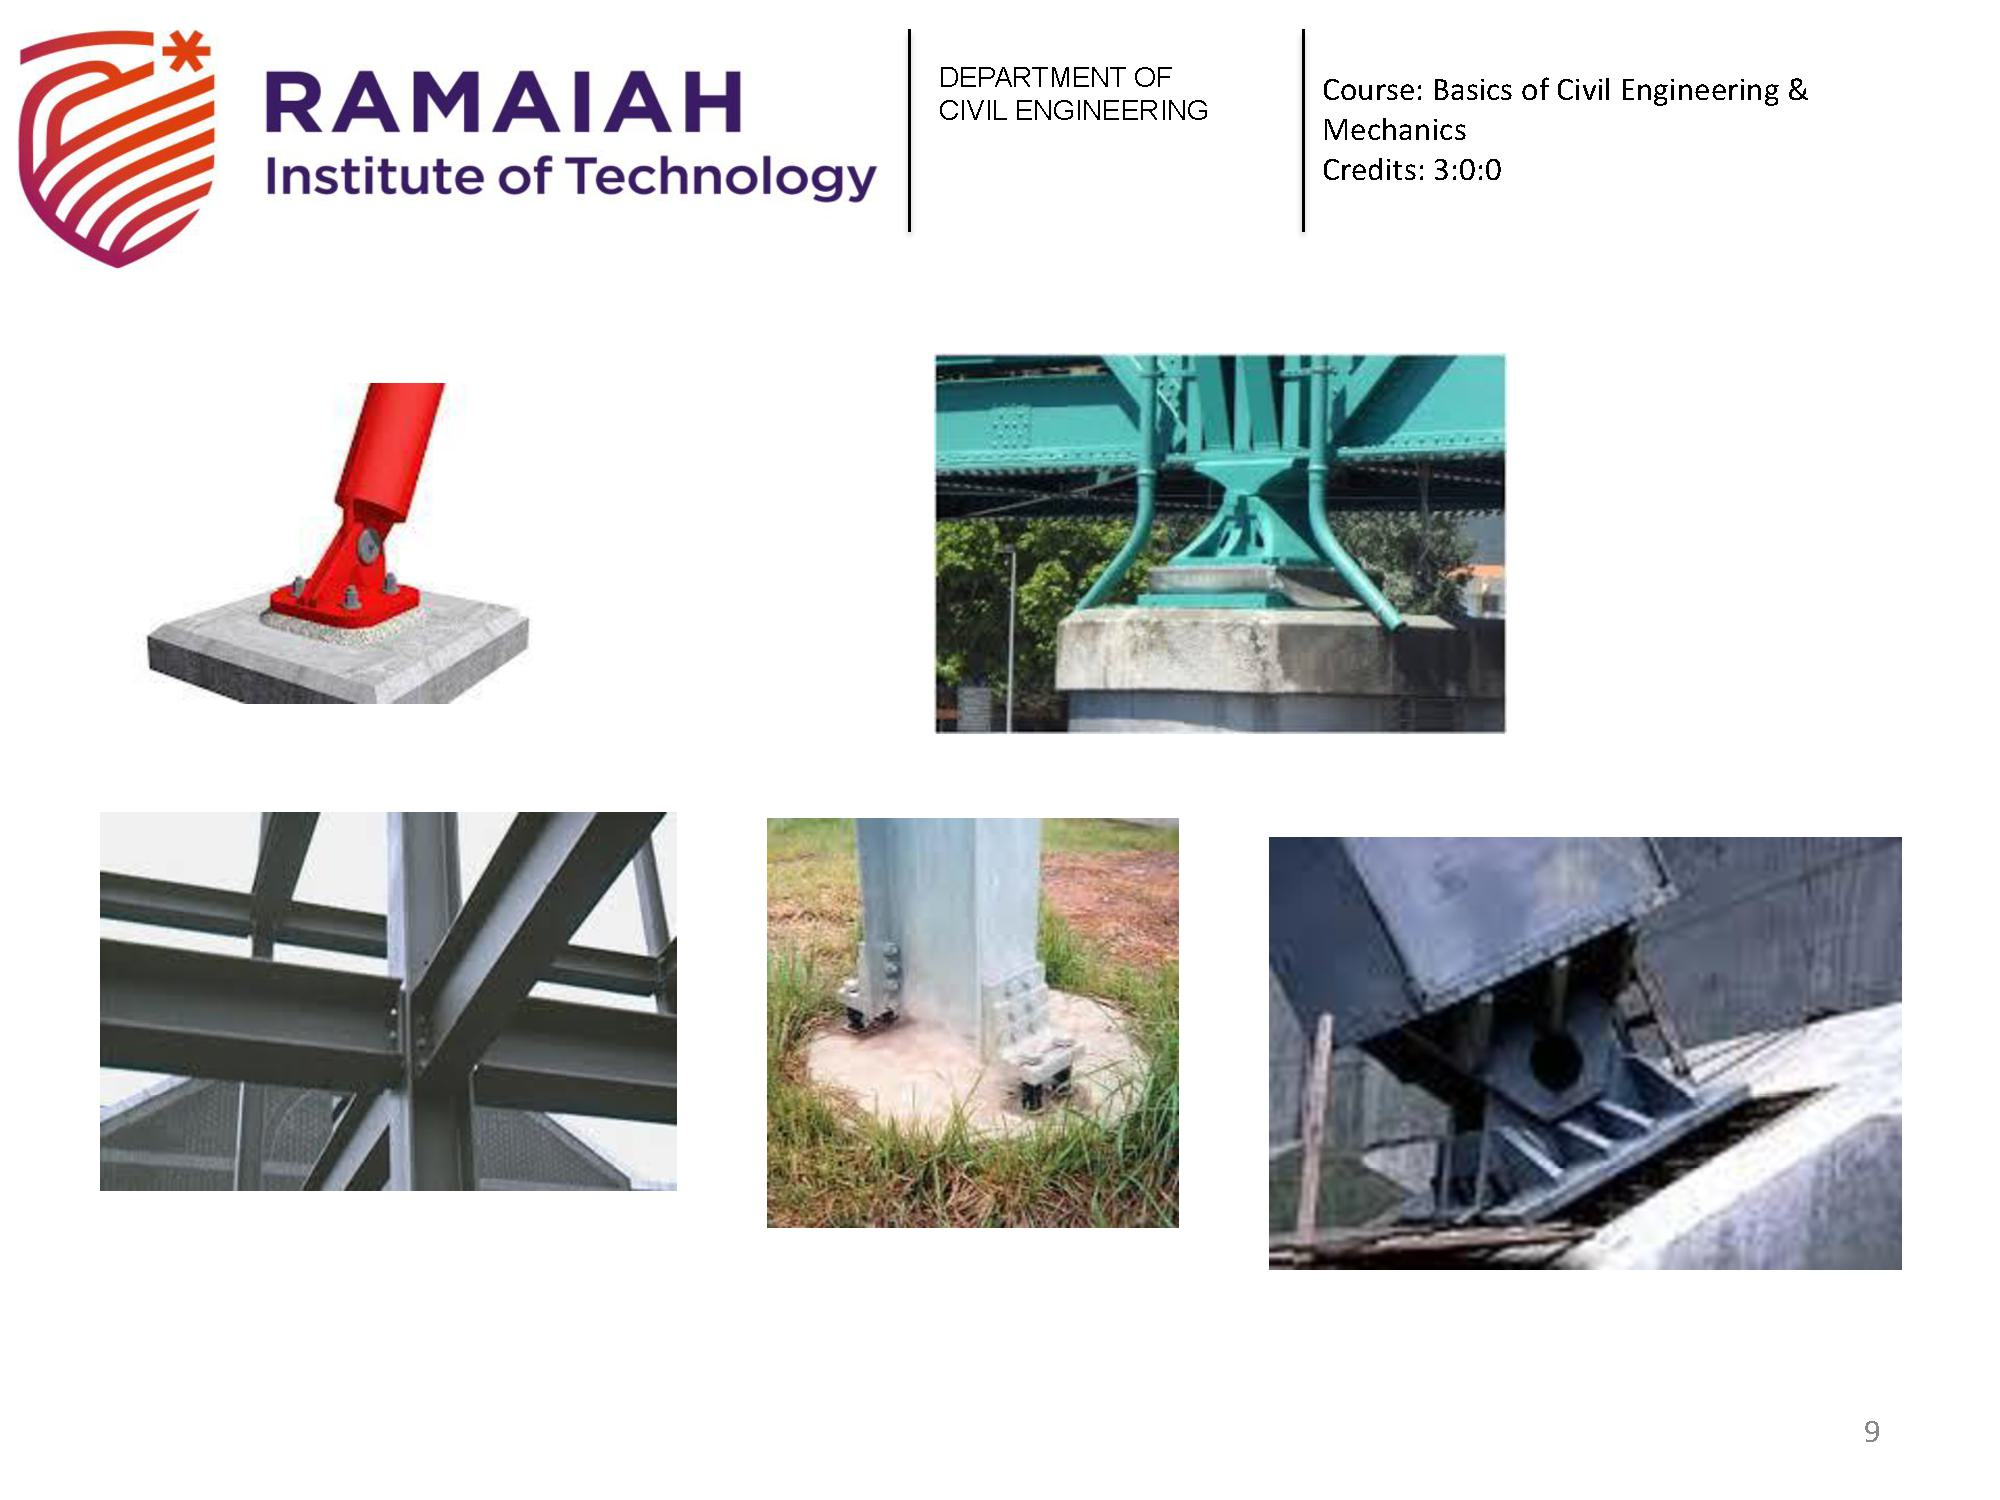 RAMAIAH
Institute of Technology
DEPARTMENT OF
CIVIL ENGINEERING
Course: Basics of Civil Engineering &
Mechanics
Credits: 3:0:0
9